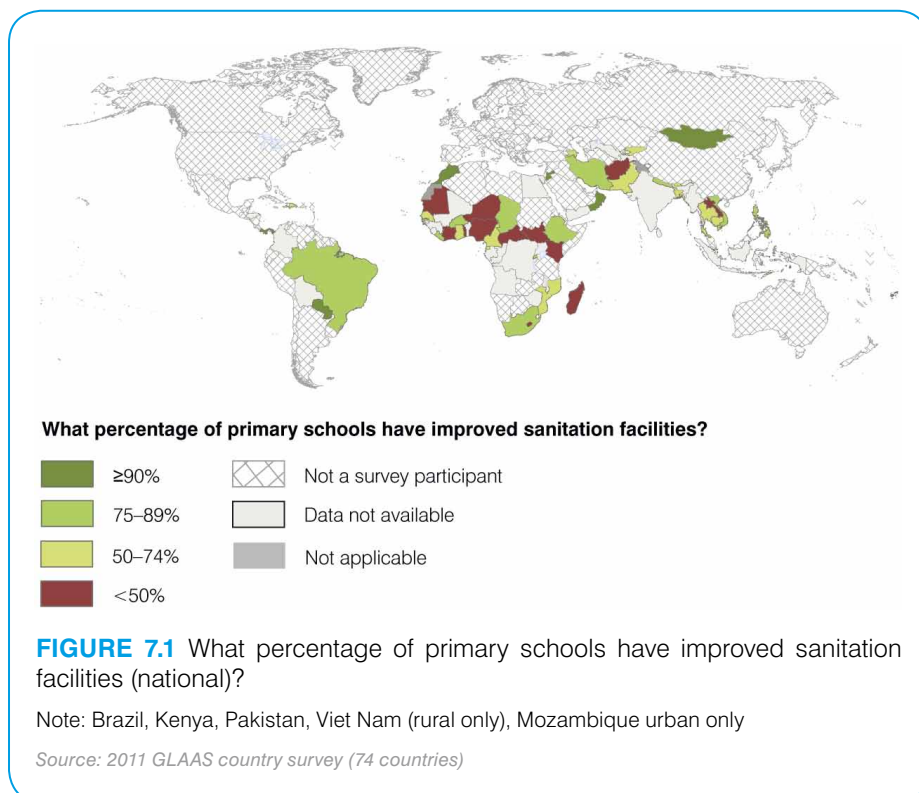 What percentage of primary schools have improved sanitation facilities?
≥90%
Not a survey participant
75–89%
Data not available
50–74%
Not applicable
<50%
FIGURE 7.1 What percentage of primary schools have improved sanitation
facilities (national)?
Note: Brazil, Kenya, Pakistan, Viet Nam (rural only), Mozambique urban only
Source: 2011 GLAAS country survey (74 countries)